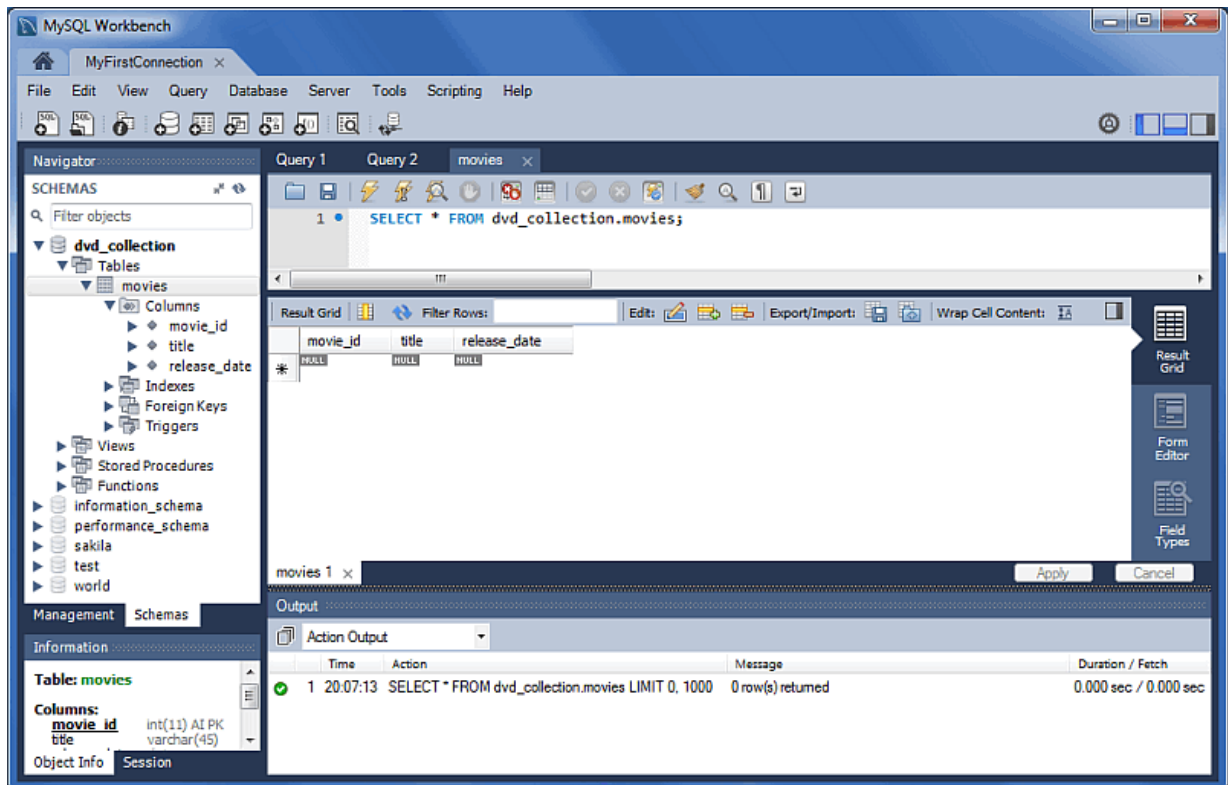 MySQL Workbench
MyFirstConnection
File Edit View Query Database Server Tools Scripting Help
Navigator
SCHEMAS
Filter objects
dvd_collection
Tables
movies
Columns
movie_id
title
release_date
Indexes
Foreign Keys
Triggers
Views
Stored Procedures
Functions
information_schema
performance_schema
sakila
test
world
Management Schemas
Information
Table: movies
Columns:
movie_id int(11) AI PK
title varchar(45)
Object Info Session
Query 1 Query 2 movies
1 SELECT * FROM dvd_collection.movies;
Result Grid Filter Rows: Edit: Export/Import: Wrap Cell Content:
movie_id title release_date
NULL NULL NULL
Result
Grid
Form
Editor
Field
Types
movies 1 Apply Cancel
Output
Action Output
Time Action Message Duration / Fetch
1 20:07:13 SELECT * FROM dvd_collection.movies LIMIT 0, 1000 0 row(s) returned 0.000 sec / 0.000 sec